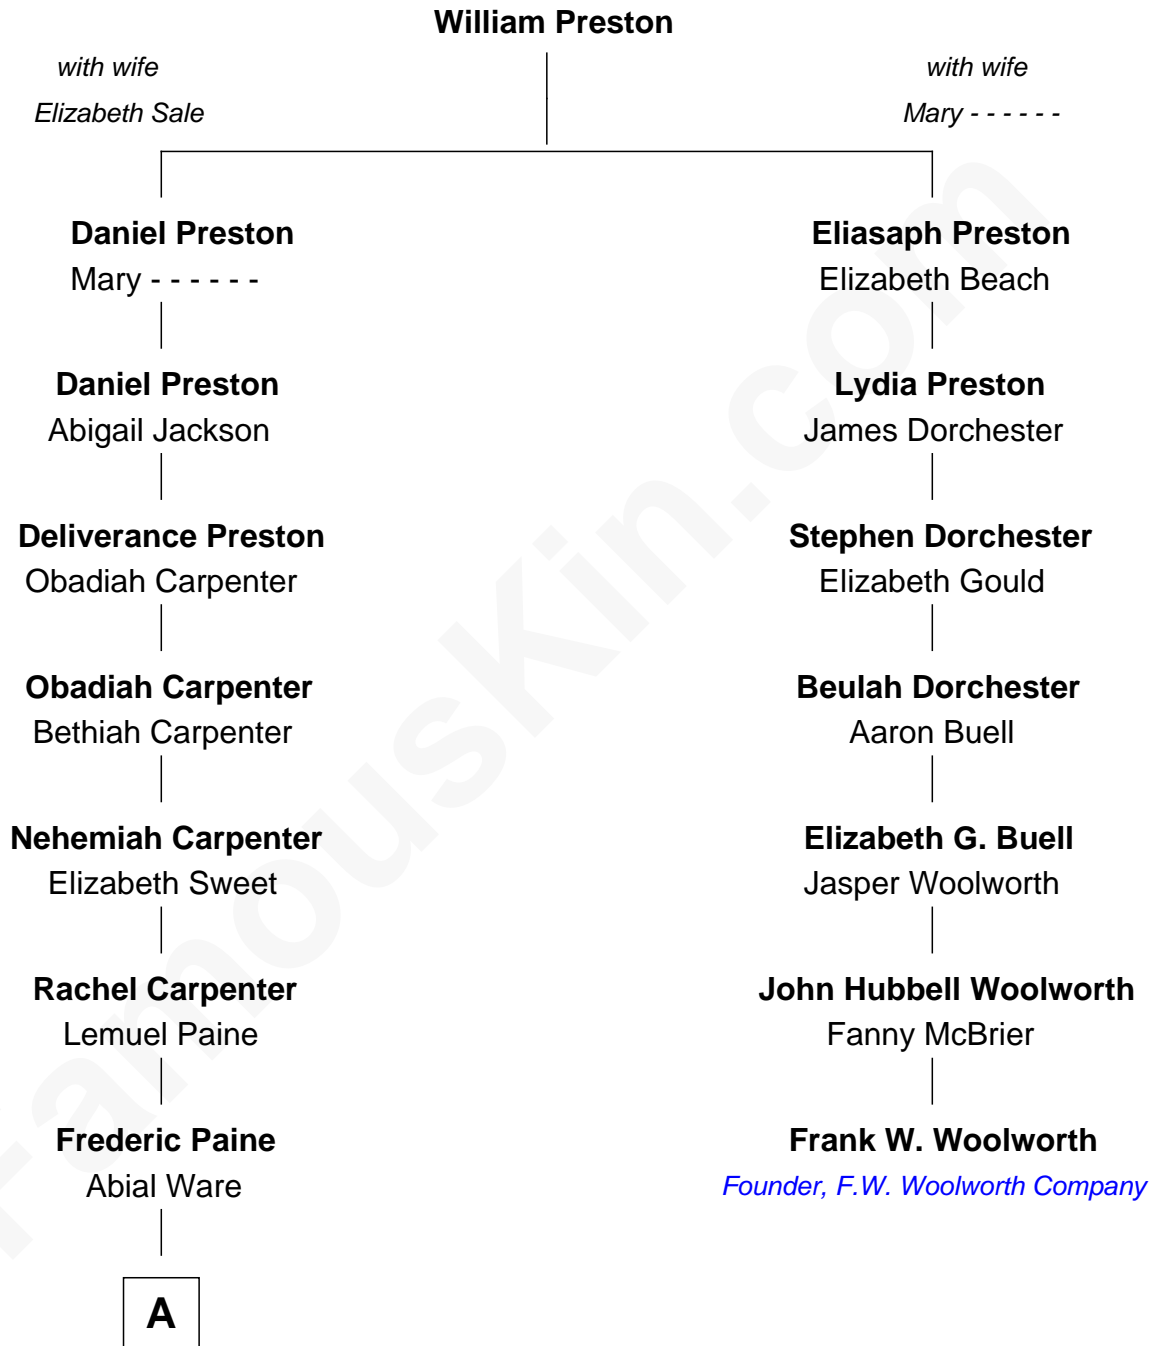 William Preston
with wife
Elizabeth Sale
with wife
Mary - - - - - -
Daniel Preston
Mary - - - - - -
Eliasaph Preston
Elizabeth Beach
Daniel Preston
Abigail Jackson
Lydia Preston
James Dorchester
Deliverance Preston
Obadiah Carpenter
Stephen Dorchester
Elizabeth Gould
Obadiah Carpenter
Bethiah Carpenter
Beulah Dorchester
Aaron Buell
Nehemiah Carpenter
Elizabeth Sweet
Elizabeth G. Buell
Jasper Woolworth
Rachel Carpenter
Lemuel Paine
John Hubbell Woolworth
Fanny McBrier
Frederic Paine
Abial Ware
Frank W. Woolworth
Founder, F.W. Woolworth Company
A
FamousKin.com